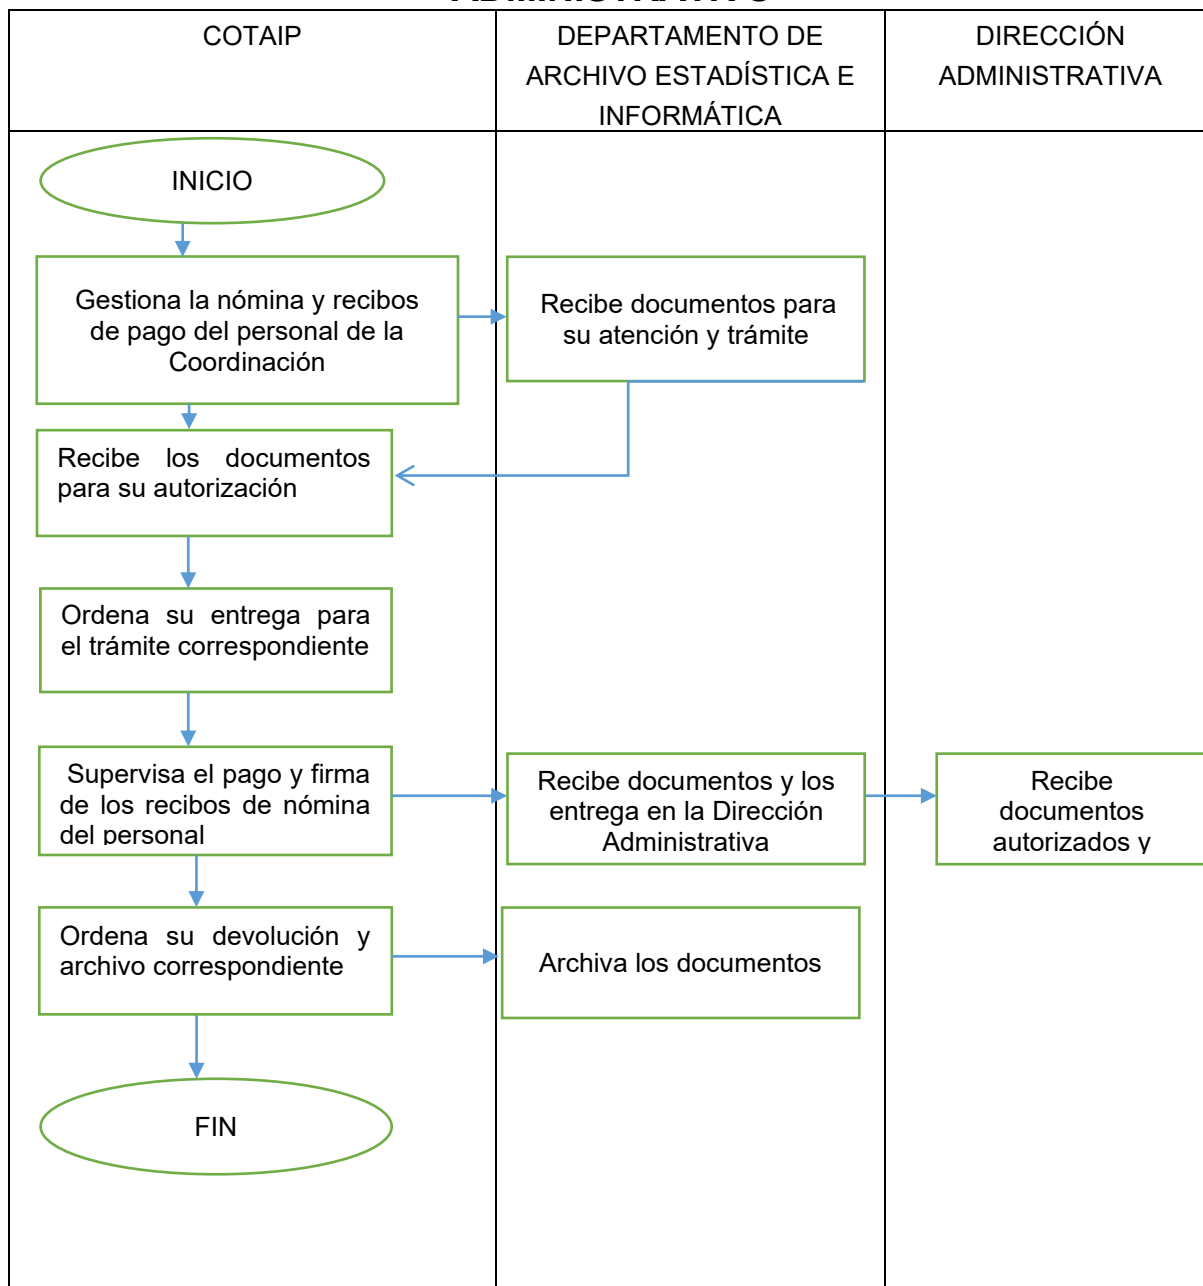 COTAIP
DEPARTAMENTO DE
ARCHIVO ESTADÍSTICA E
INFORMÁTICA
DIRECCIÓN
ADMINISTRATIVA
INICIO
Gestiona la nómina y recibos
de pago del personal de la
Coordinación
Recibe documentos para
su atención y trámite
Recibe los documentos
para su autorización
Ordena su entrega para
el trámite correspondiente
Supervisa el pago y firma
de los recibos de nómina
del personal
Recibe documentos y los
entrega en la Dirección
Administrativa
Recibe
documentos
autorizados y
Ordena su devolución y
archivo correspondiente
Archiva los documentos
FIN